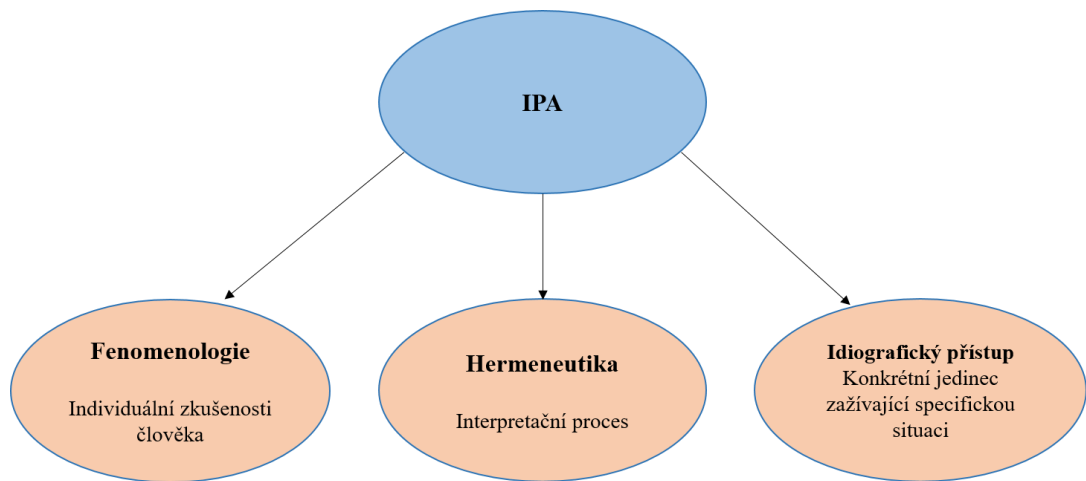 IPA
Fenomenologie
Individuální zkušenosti
člověka
Hermeneutika
Interpretační proces
Idiografický přístup
Konkrétní jedinec
zažívající specifickou
situaci